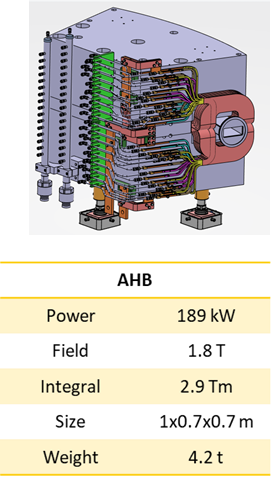 AHB
Power 189 kW
Field 1.8 T
Integral 2.9 Tm
Size 1x0.7x0.7 m
Weight 4.2 t